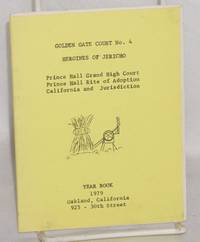 GOLDEN GATE COURT No. 4
HEROINES OF JERICHO
Prince Hall Grand High Court
Prince Hall Rite of Adoption
California and Jurisdiction
YEAR BOOK
1979
Oakland, California
925 - 30th Street